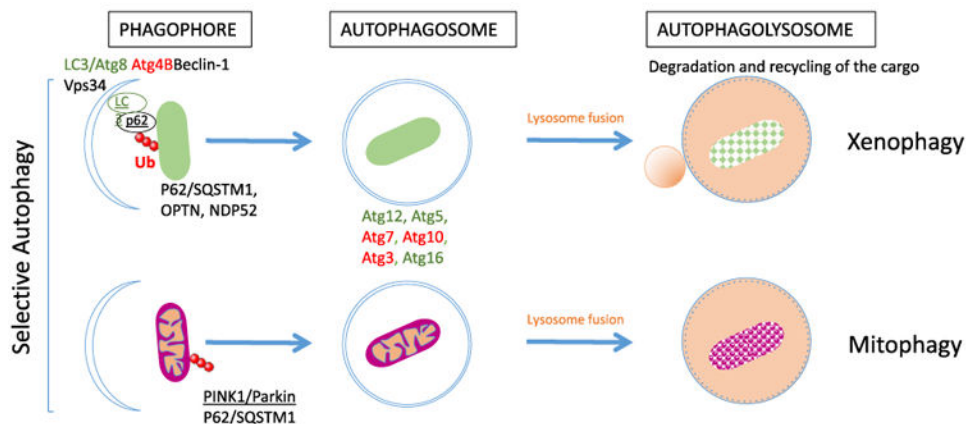 PHAGOPHORE
AUTOPHAGOSOME
AUTOPHAGOLYSOSOME
LC3/Atg8 Atg4BBeclin-1
Vps34
Degradation and recycling of the cargo
LC
3
p62
Ub
P62/SQSTM1,
OPTN, NDP52
Lysosome fusion
Xenophagy
Atg12, Atg5,
Atg7, Atg10,
Atg3, Atg16
Selective Autophagy
Lysosome fusion
Mitophagy
PINK1/Parkin
P62/SQSTM1